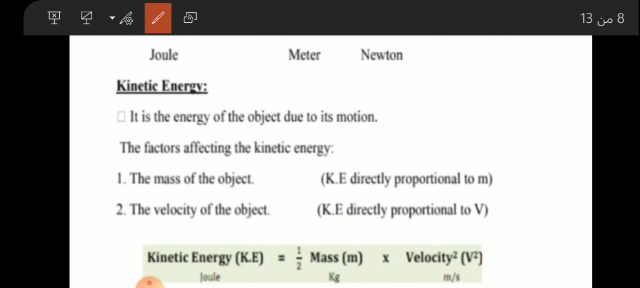 8 من 13
Joule Meter Newton
Kinetic Energy:
It is the energy of the object due to its motion.
The factors affecting the kinetic energy:
1. The mass of the object. (K.E directly proportional to m)
2. The velocity of the object. (K.E directly proportional to V)
Kinetic Energy (K.E) = 1/2 Mass (m) x Velocity² (V²)
Joule Kg m/s